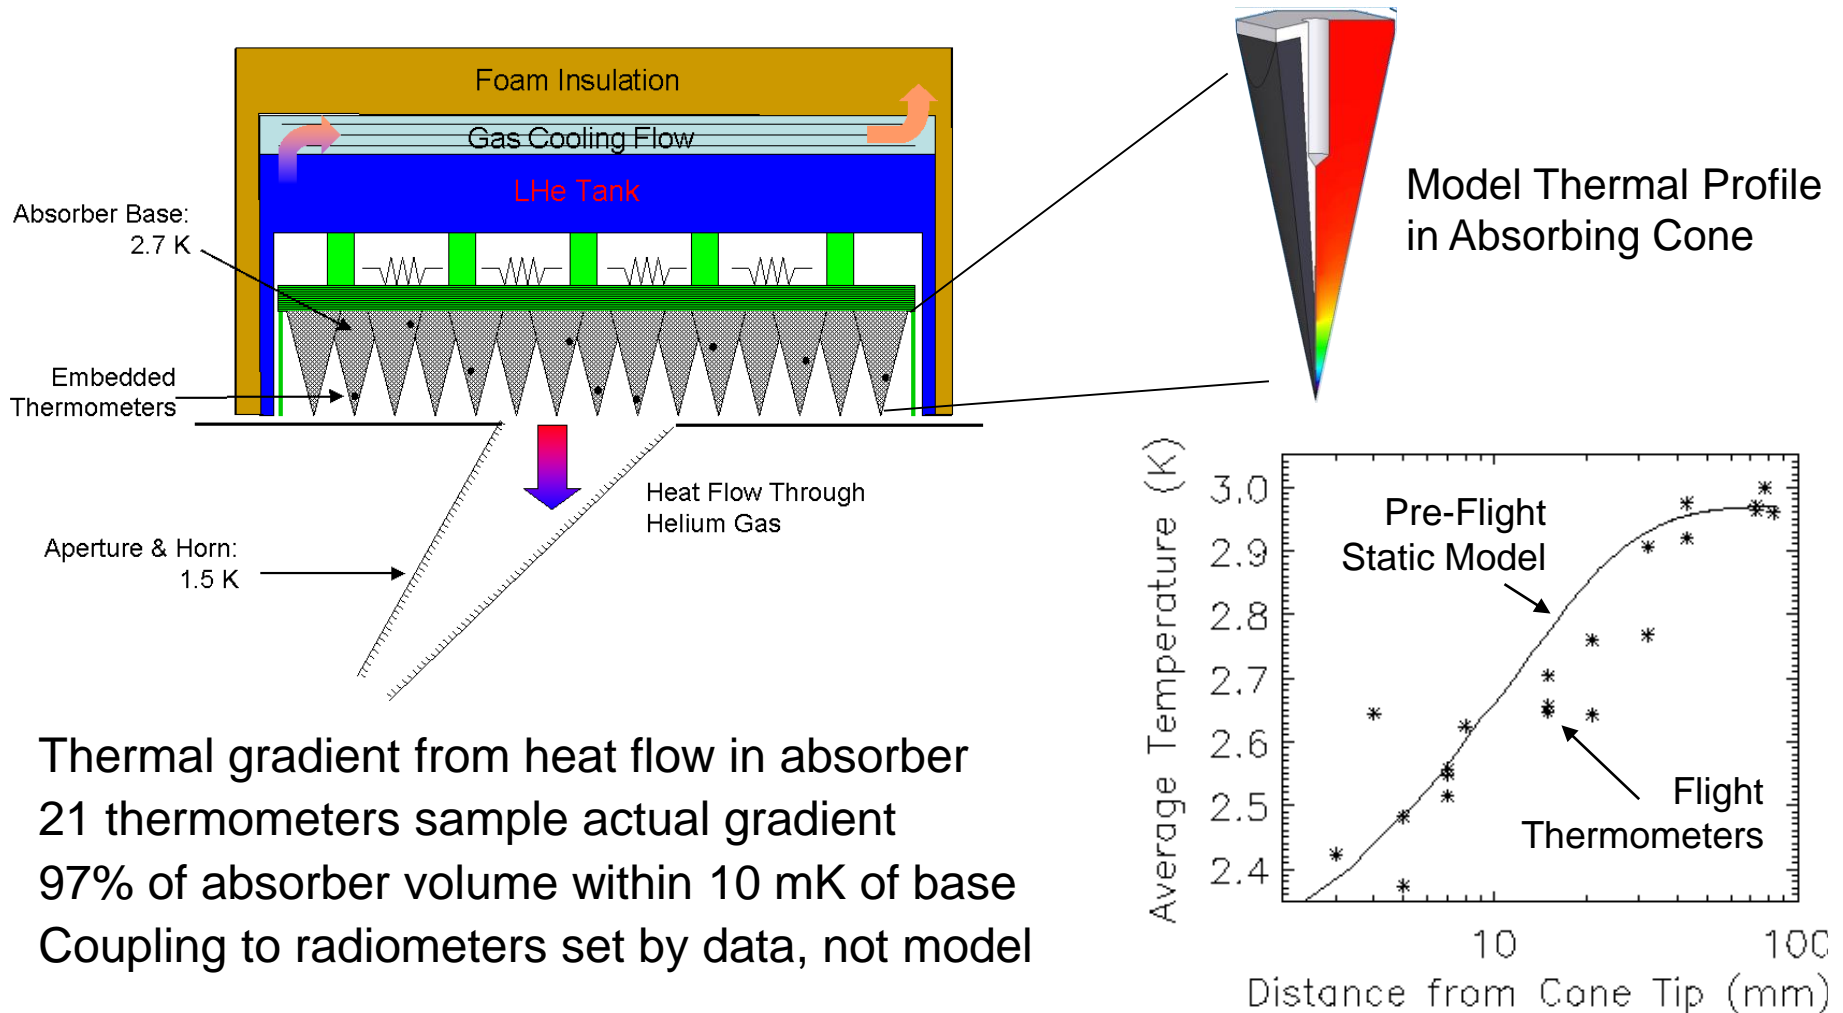 Foam Insulation
Gas Cooling Flow
LHe Tank
Absorber Base:
2.7 K
Embedded
Thermometers
Heat Flow Through
Helium Gas
Aperture & Horn:
1.5 K
Model Thermal Profile
in Absorbing Cone
Average Temperature (K)
3.0
2.9
2.8
2.7
2.6
2.5
2.4
Pre-Flight
Static Model
Flight
Thermometers
10
100
Distance from Cone Tip (mm)
Thermal gradient from heat flow in absorber
21 thermometers sample actual gradient
97% of absorber volume within 10 mK of base
Coupling to radiometers set by data, not model